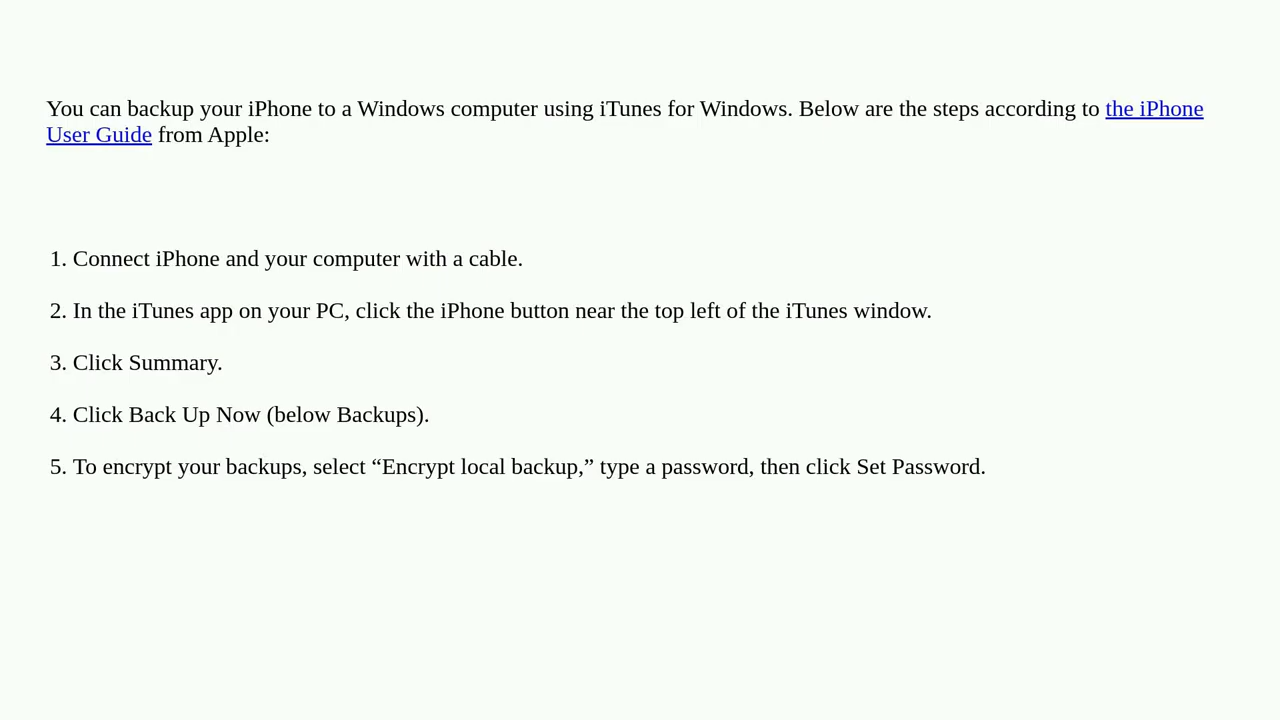 You can backup your iPhone to a Windows computer using iTunes for Windows. Below are the steps according to the iPhone
User Guide from Apple:
1. Connect iPhone and your computer with a cable.
2. In the iTunes app on your PC, click the iPhone button near the top left of the iTunes window.
3. Click Summary.
4. Click Back Up Now (below Backups).
5. To encrypt your backups, select “Encrypt local backup,” type a password, then click Set Password.